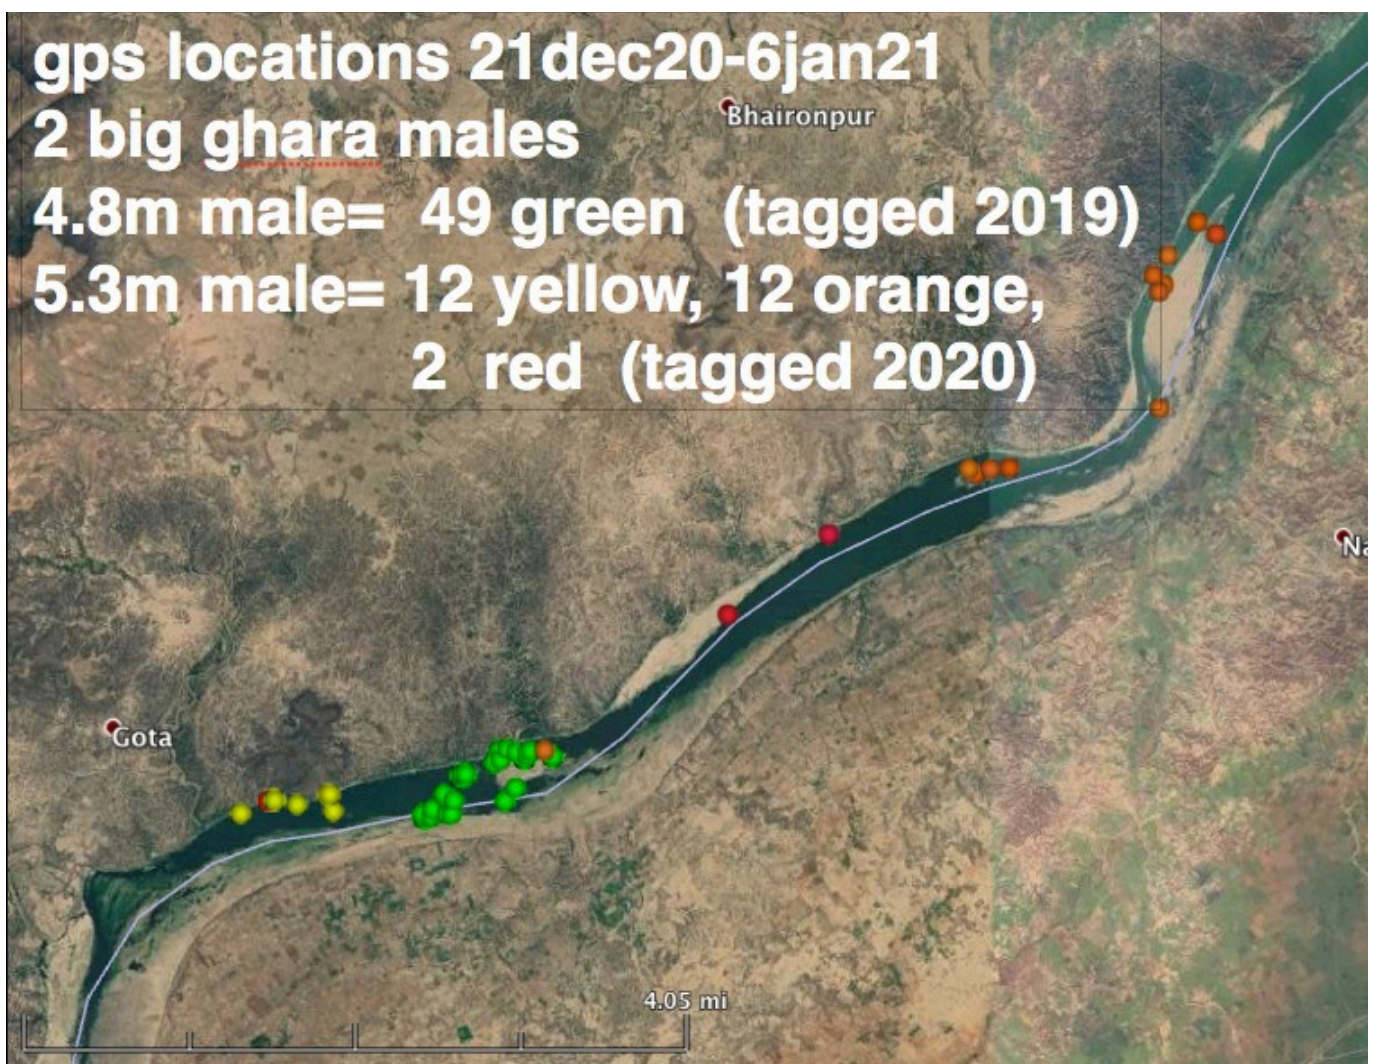 gps locations 21dec20-6jan21
2 big ghara males
4.8m male= 49 green (tagged 2019)
5.3m male= 12 yellow, 12 orange,
2 red (tagged 2020)
Bhaironpur
Na
Gota
4.05 mi